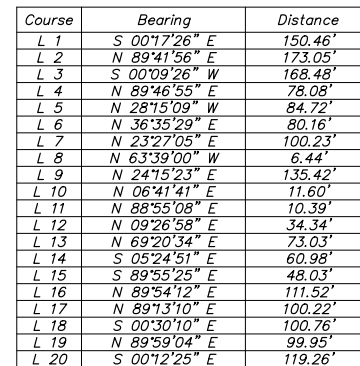 Course Bearing Distance
L 1 S 00°17'26" E 150.46'
L 2 N 89°41'56" E 173.05'
L 3 S 00°09'26" W 168.48'
L 4 N 89°46'55" E 78.08'
L 5 N 28°15'09" W 84.72'
L 6 N 36°35'29" E 80.16'
L 7 N 23°27'05" E 100.23'
L 8 N 63°39'00" W 6.44'
L 9 N 24°15'23" E 135.42'
L 10 N 06°41'41" E 11.60'
L 11 N 88°55'08" E 10.39'
L 12 N 09°26'58" E 34.34'
L 13 N 69°20'34" E 73.03'
L 14 S 05°24'51" E 60.98'
L 15 S 89°55'25" E 48.03'
L 16 N 89°54'12" E 111.52'
L 17 N 89°13'10" E 100.22'
L 18 S 00°30'10" E 100.76'
L 19 N 89°59'04" E 99.95'
L 20 S 00°12'25" E 119.26'